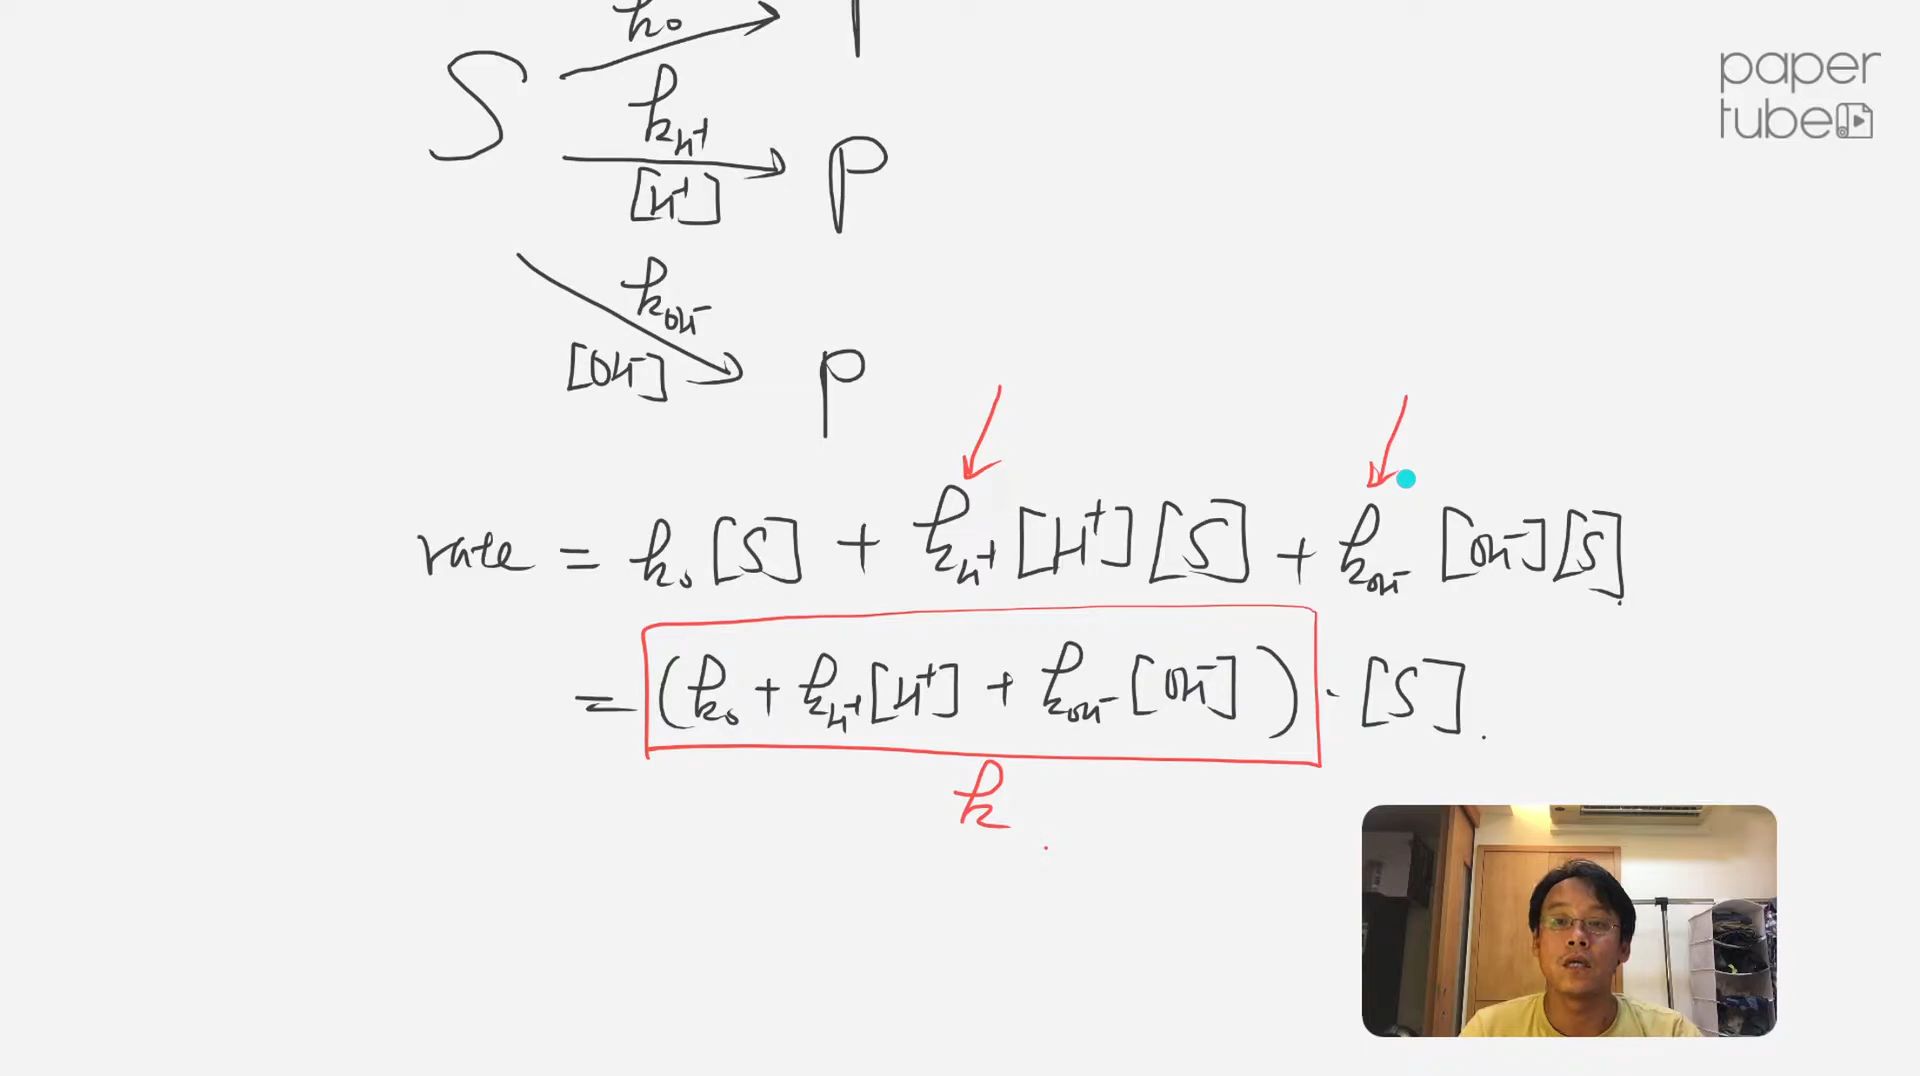 paper
tube
k₀
P
S
k_H⁺
P
[H⁺]
k_OH⁻
[OH⁻]
P
rate = k₀ [S] + k_H⁺ [H⁺] [S] + k_OH⁻ [OH⁻] [S].
= (k₀ + k_H⁺ [H⁺] + k_OH⁻ [OH⁻]) · [S].
k